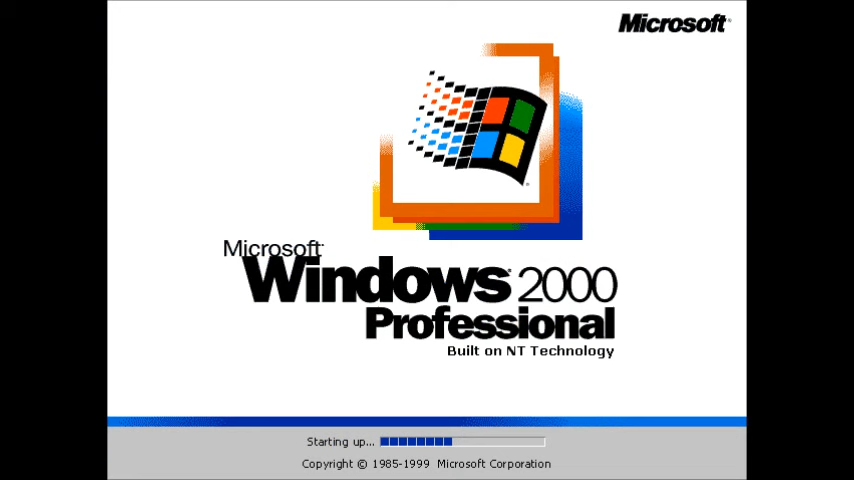 Microsoft
Microsoft
Windows 2000
Professional
Built on NT Technology
Starting up...
Copyright © 1985-1999 Microsoft Corporation